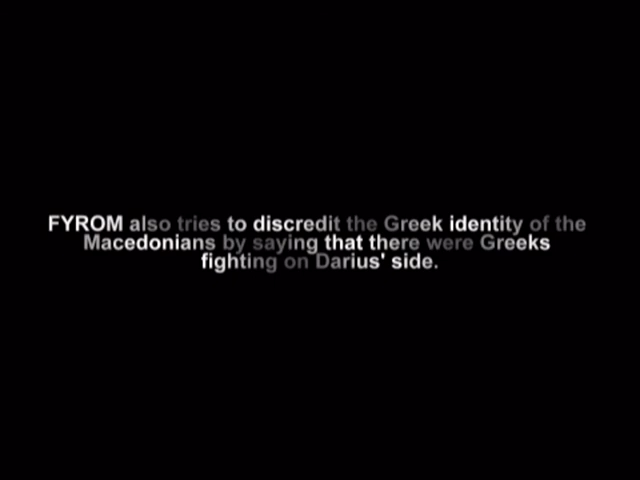 FYROM also tries to discredit the Greek identity of the
Macedonians by saying that there were Greeks
fighting on Darius' side.